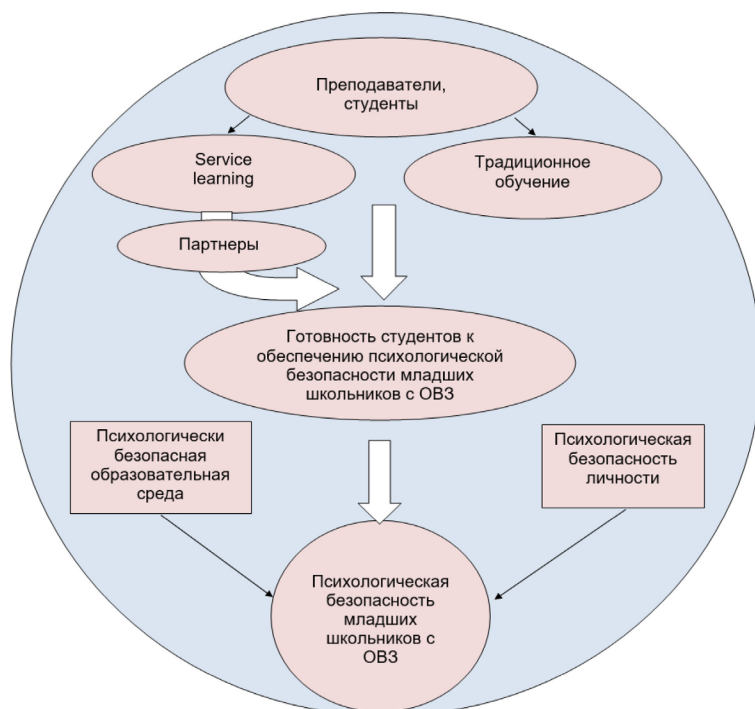 Преподаватели,
студенты
Service
learning
Традиционное
обучение
Партнеры
Готовность студентов к
обеспечению психологической
безопасности младших
школьников с ОВЗ
Психологически
безопасная
образовательная
среда
Психологическая
безопасность
личности
Психологическая
безопасность
младших
школьников с
ОВЗ